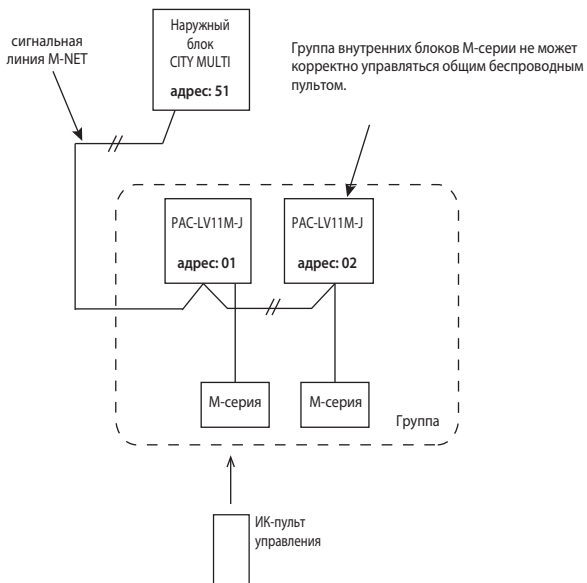 сигнальная
линия M-NET
Наружный
блок
CITY MULTI
адрес: 51
Группа внутренних блоков М-серии не может
корректно управляться общим беспроводным
пультом.
PAC-LV11M-J
адрес: 01
PAC-LV11M-J
адрес: 02
М-серия
М-серия
Группа
ИК-пульт
управления